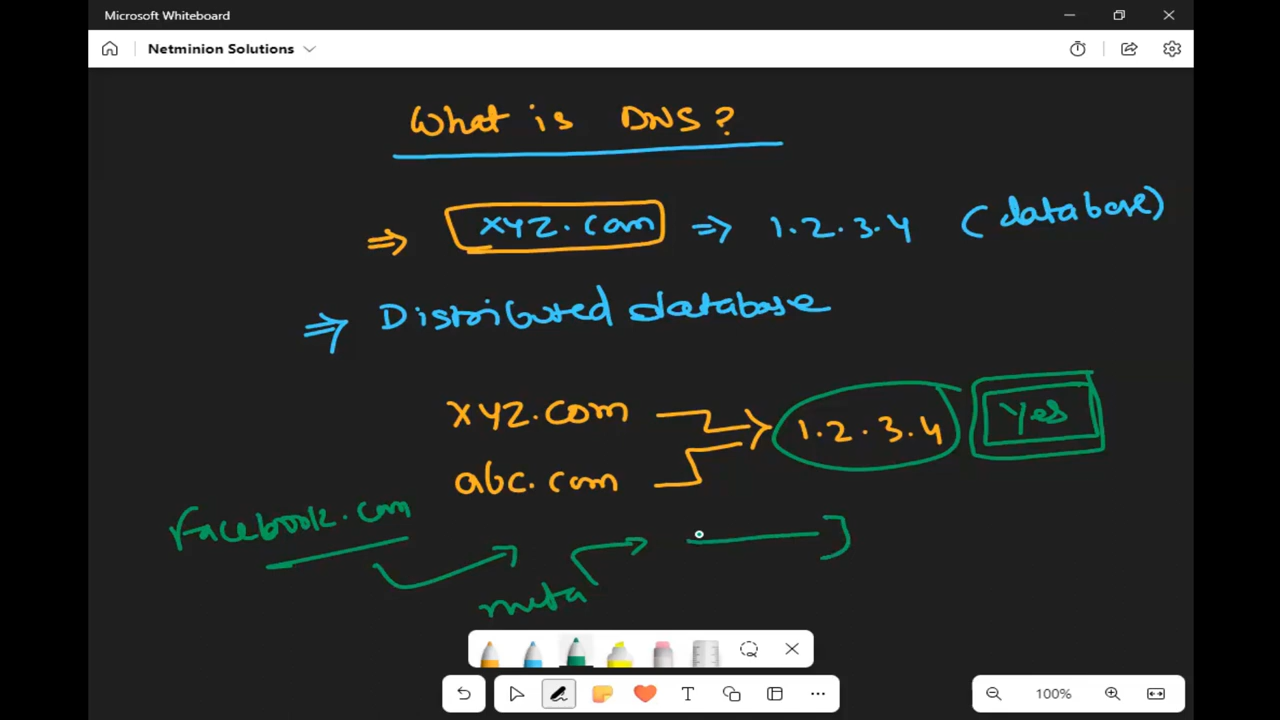 Microsoft Whiteboard
Netminion Solutions
What is DNS?
⇒ xyz.com ⇒ 1.2.3.4 (database)
⇒ Distributed database
xyz.com 1.2.3.4 Yes
abc.com
Facebook.com
meta
100%